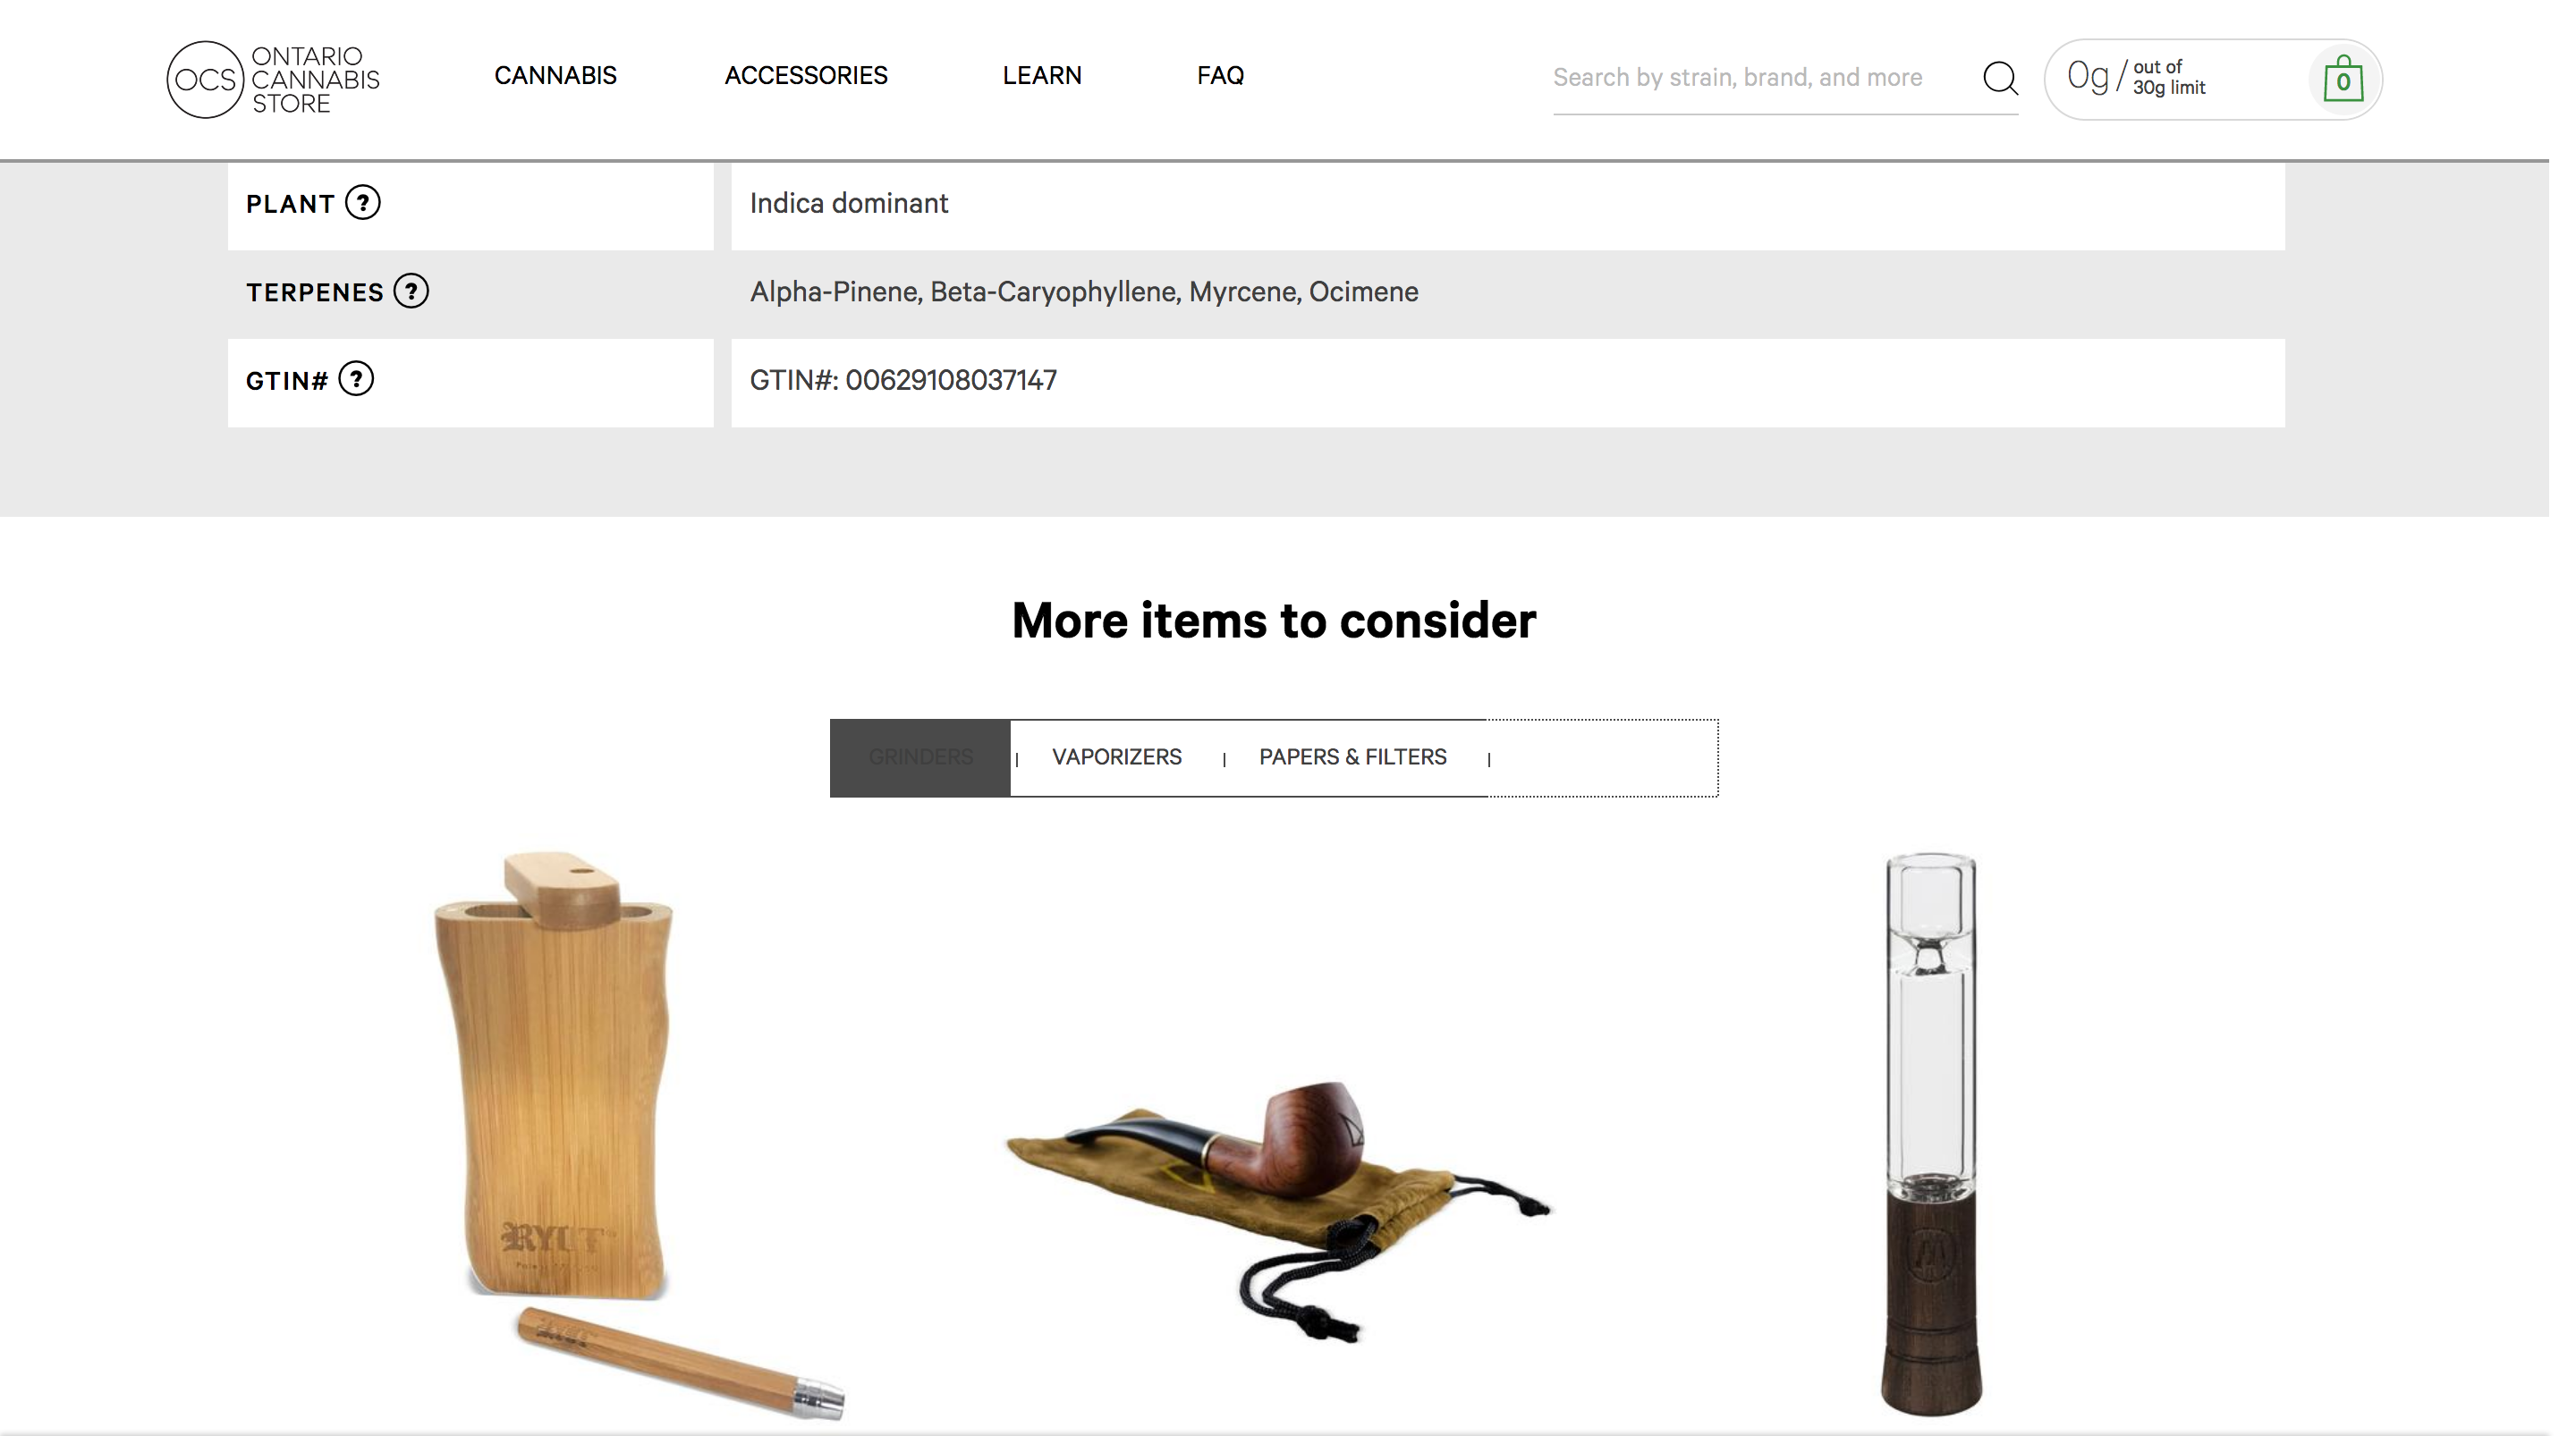 OCS
ONTARIO
CANNABIS
STORE
CANNABIS
ACCESSORIES
LEARN
FAQ
Search by strain, brand, and more
0g / out of
30g limit
0
PLANT ?
Indica dominant
TERPENES ?
Alpha-Pinene, Beta-Caryophyllene, Myrcene, Ocimene
GTIN# ?
GTIN#: 00629108037147
More items to consider
GRINDERS | VAPORIZERS | PAPERS & FILTERS |
RYOT
M